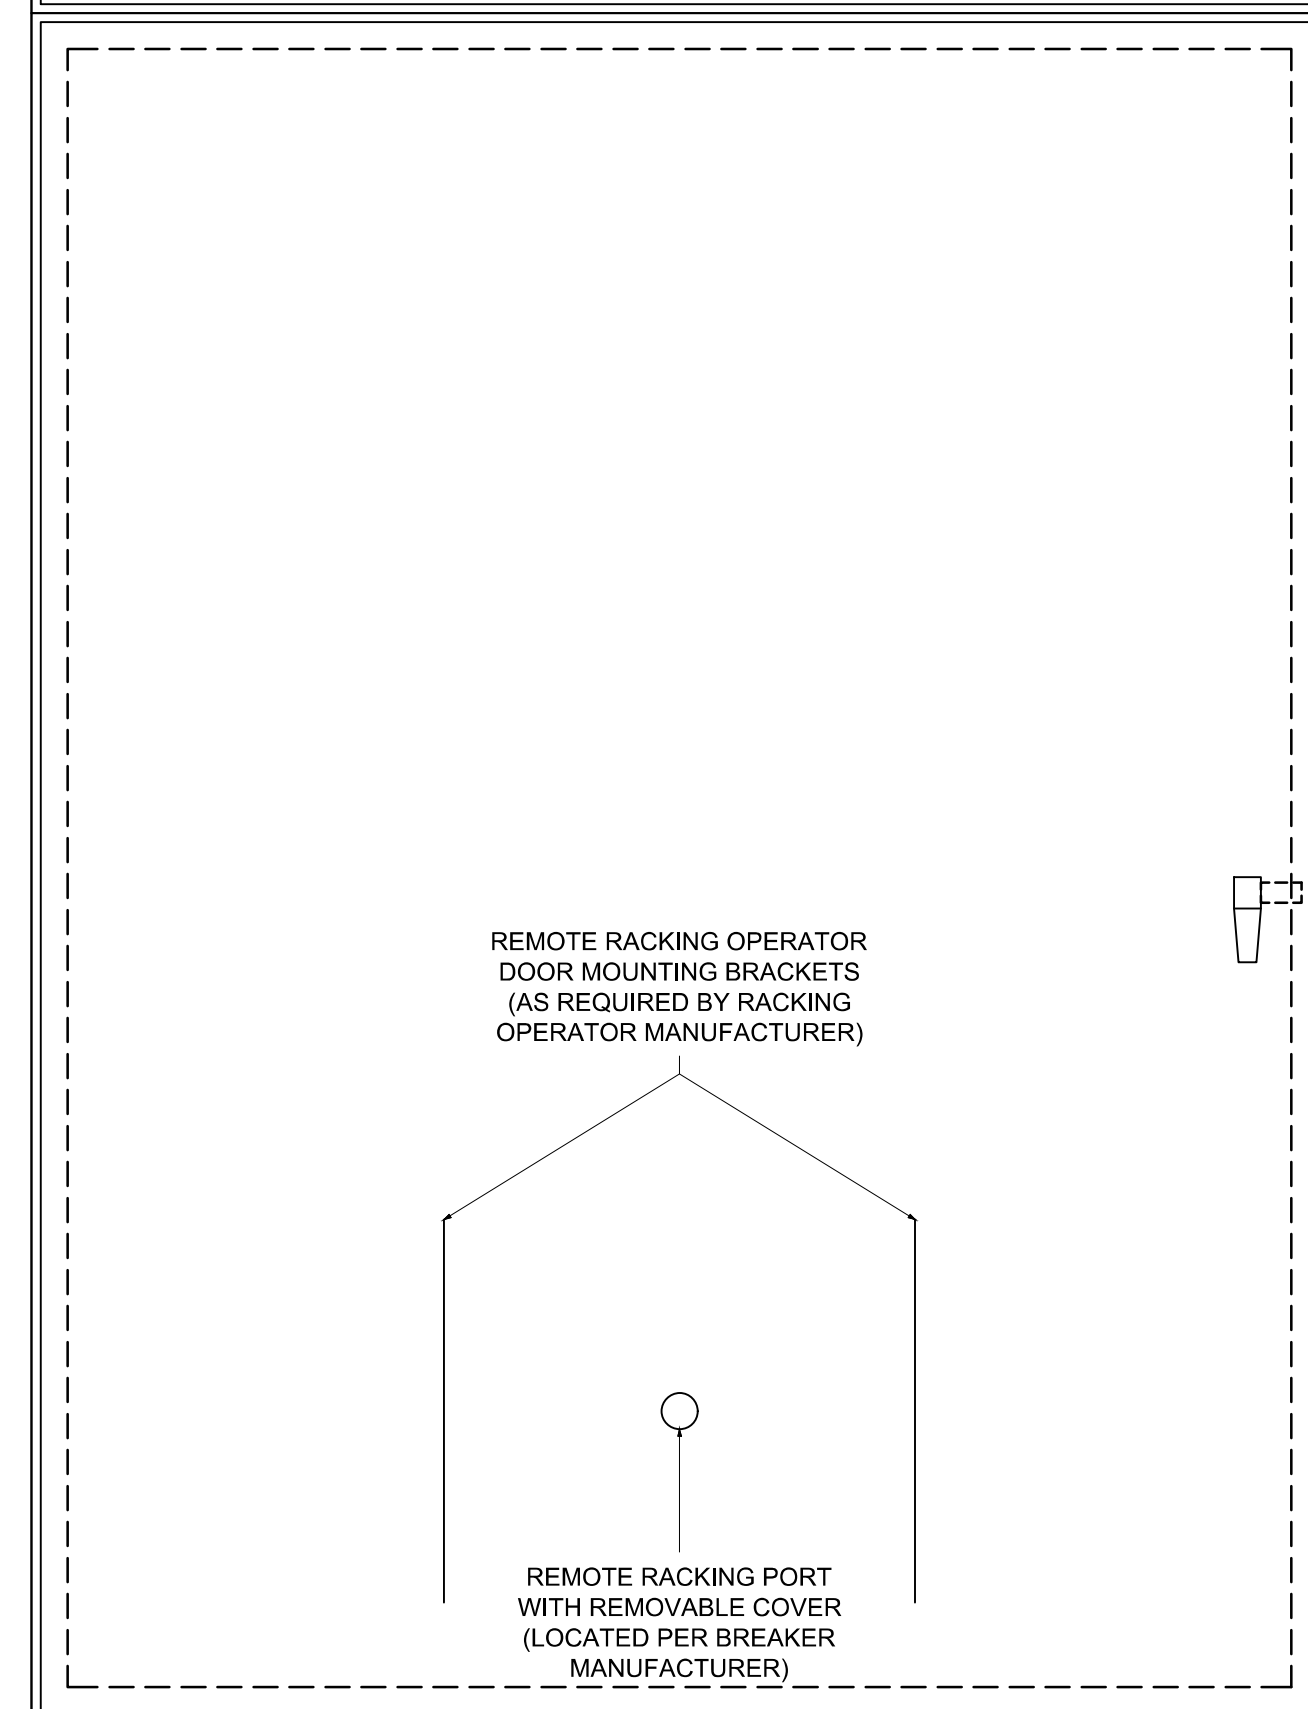 REMOTE RACKING OPERATOR
DOOR MOUNTING BRACKETS
(AS REQUIRED BY RACKING
OPERATOR MANUFACTURER)
REMOTE RACKING PORT
WITH REMOVABLE COVER
(LOCATED PER BREAKER
MANUFACTURER)